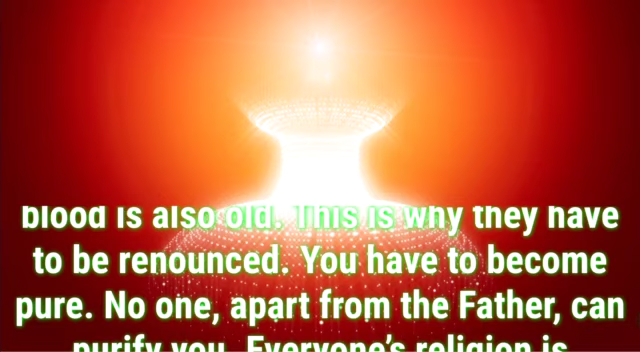 blood is also old. This is why they have
to be renounced. You have to become
pure. No one, apart from the Father, can
purify you. Everyone's religion is